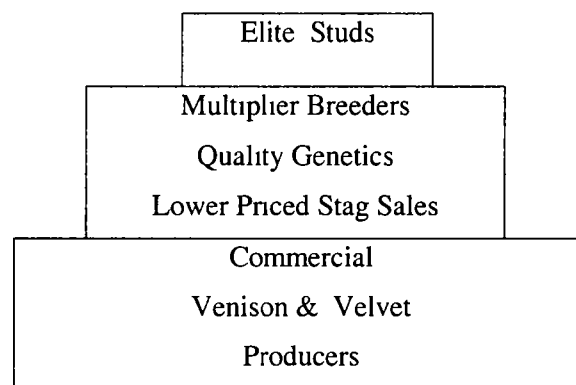 Elite Studs
Multiplier Breeders
Quality Genetics
Lower Priced Stag Sales
Commercial
Venison & Velvet
Producers